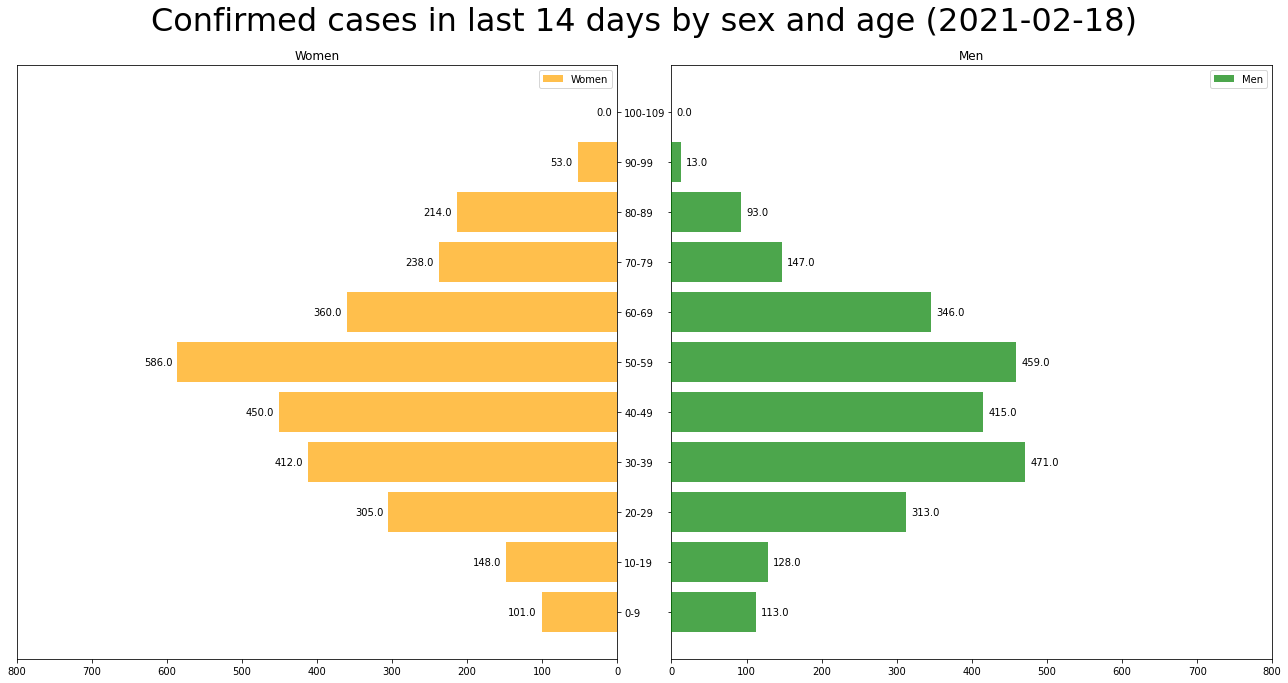 Confirmed cases in last 14 days by sex and age (2021-02-18)
Women Men
Women Men
0.0 100-109 0.0
53.0 90-99 13.0
214.0 80-89 93.0
238.0 70-79 147.0
360.0 60-69 346.0
586.0 50-59 459.0
450.0 40-49 415.0
412.0 30-39 471.0
305.0 20-29 313.0
148.0 10-19 128.0
101.0 0-9 113.0
800 700 600 500 400 300 200 100 0 0 100 200 300 400 500 600 700 800